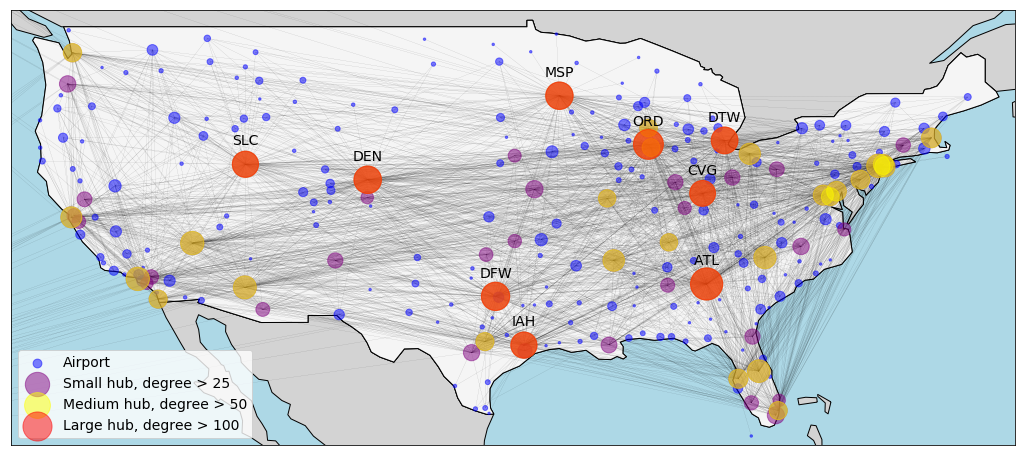 MSP
ORD
DTW
SLC
DEN
CVG
ATL
DFW
IAH
Airport
Small hub, degree > 25
Medium hub, degree > 50
Large hub, degree > 100